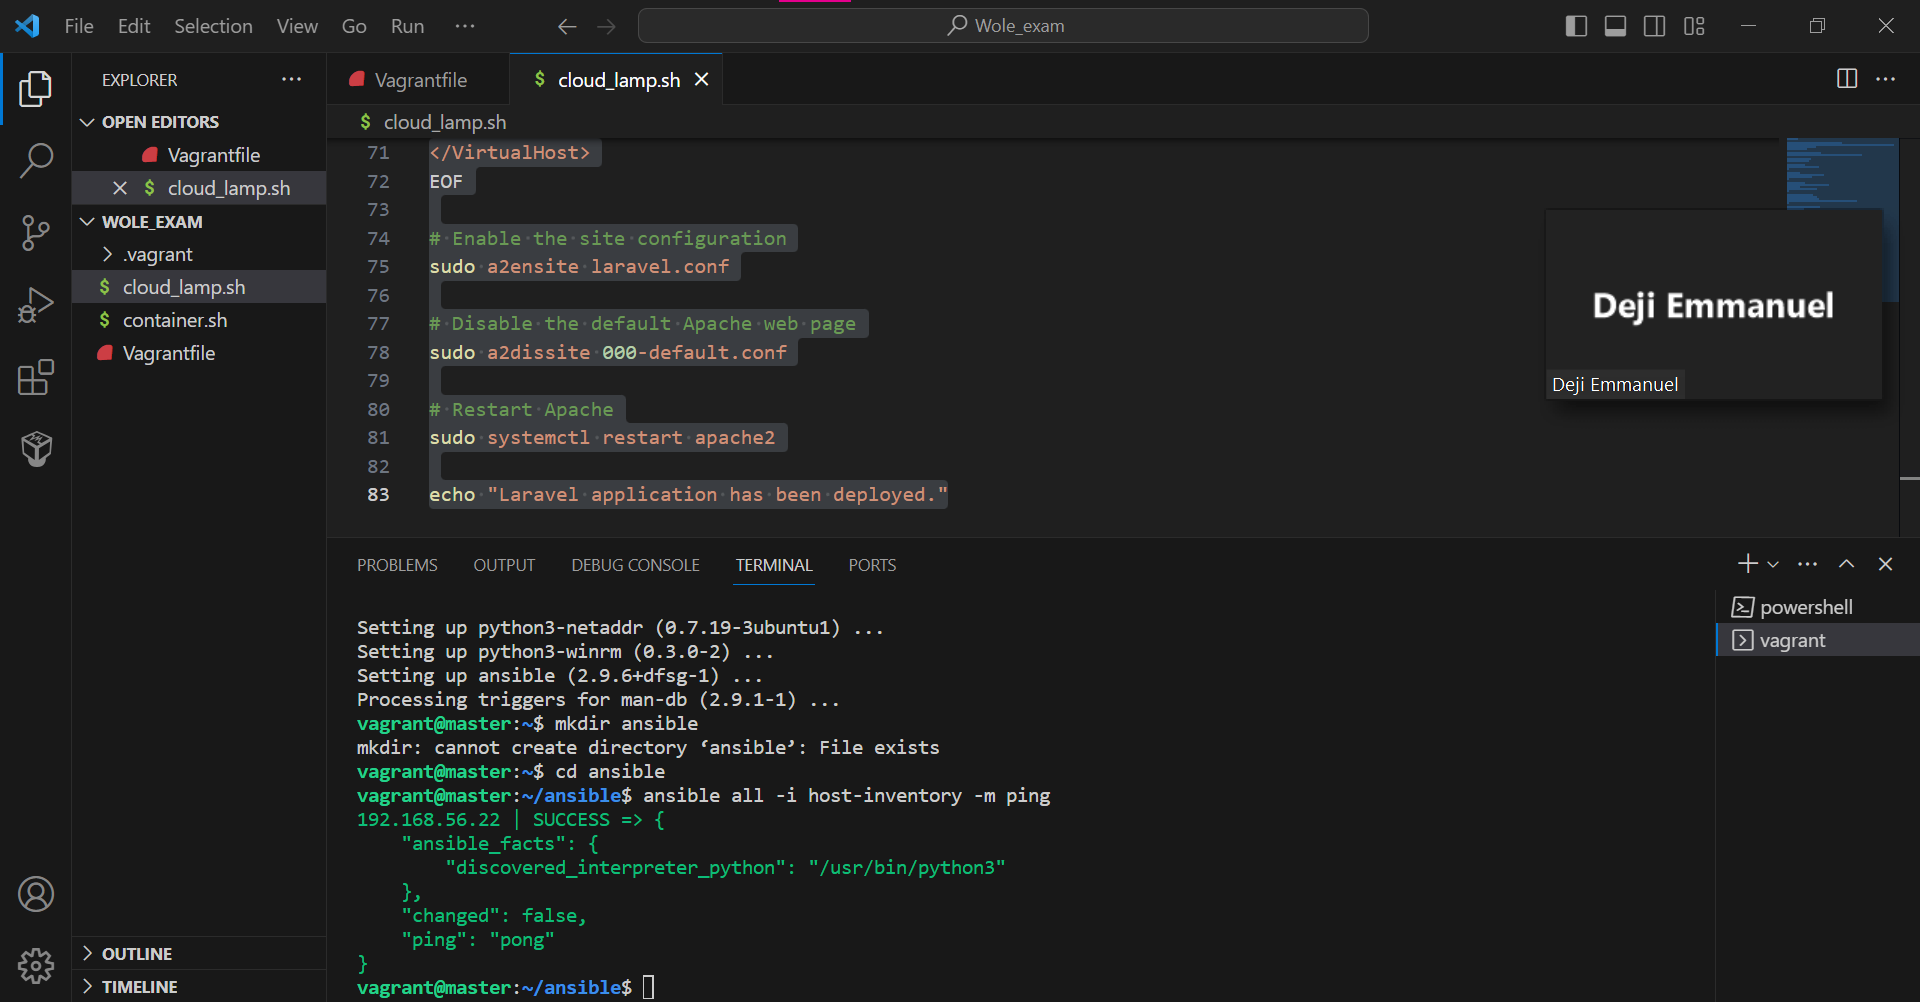 File Edit Selection View Go Run ··· Wole_exam
EXPLORER
OPEN EDITORS
Vagrantfile
cloud_lamp.sh
WOLE_EXAM
.vagrant
$ cloud_lamp.sh
$ container.sh
Vagrantfile
OUTLINE
TIMELINE
Vagrantfile $ cloud_lamp.sh
$ cloud_lamp.sh
71 </VirtualHost>
72 EOF
73
74 # Enable the site configuration
75 sudo a2ensite laravel.conf
76
77 # Disable the default Apache web page
78 sudo a2dissite 000-default.conf
79
80 # Restart Apache
81 sudo systemctl restart apache2
82
83 echo "Laravel application has been deployed."
Deji Emmanuel
Deji Emmanuel
PROBLEMS OUTPUT DEBUG CONSOLE TERMINAL PORTS
Setting up python3-netaddr (0.7.19-3ubuntu1) ...
Setting up python3-winrm (0.3.0-2) ...
Setting up ansible (2.9.6+dfsg-1) ...
Processing triggers for man-db (2.9.1-1) ...
vagrant@master:~$ mkdir ansible
mkdir: cannot create directory ‘ansible’: File exists
vagrant@master:~$ cd ansible
vagrant@master:~/ansible$ ansible all -i host-inventory -m ping
192.168.56.22 | SUCCESS => {
    "ansible_facts": {
        "discovered_interpreter_python": "/usr/bin/python3"
    },
    "changed": false,
    "ping": "pong"
}
vagrant@master:~/ansible$
powershell
vagrant